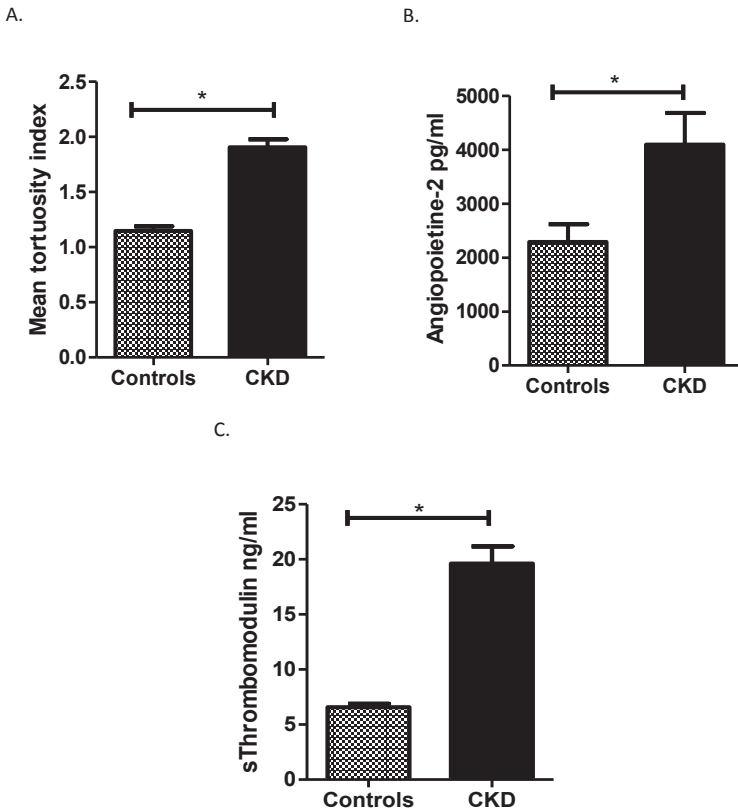 A.
Mean tortuosity index
2.5
2.0
1.5
1.0
0.5
0.0
*
Controls CKD
B.
Angiopoietine-2 pg/ml
5000
4000
3000
2000
1000
0
*
Controls CKD
C.
sThrombomodulin ng/ml
25
20
15
10
5
0
*
Controls CKD